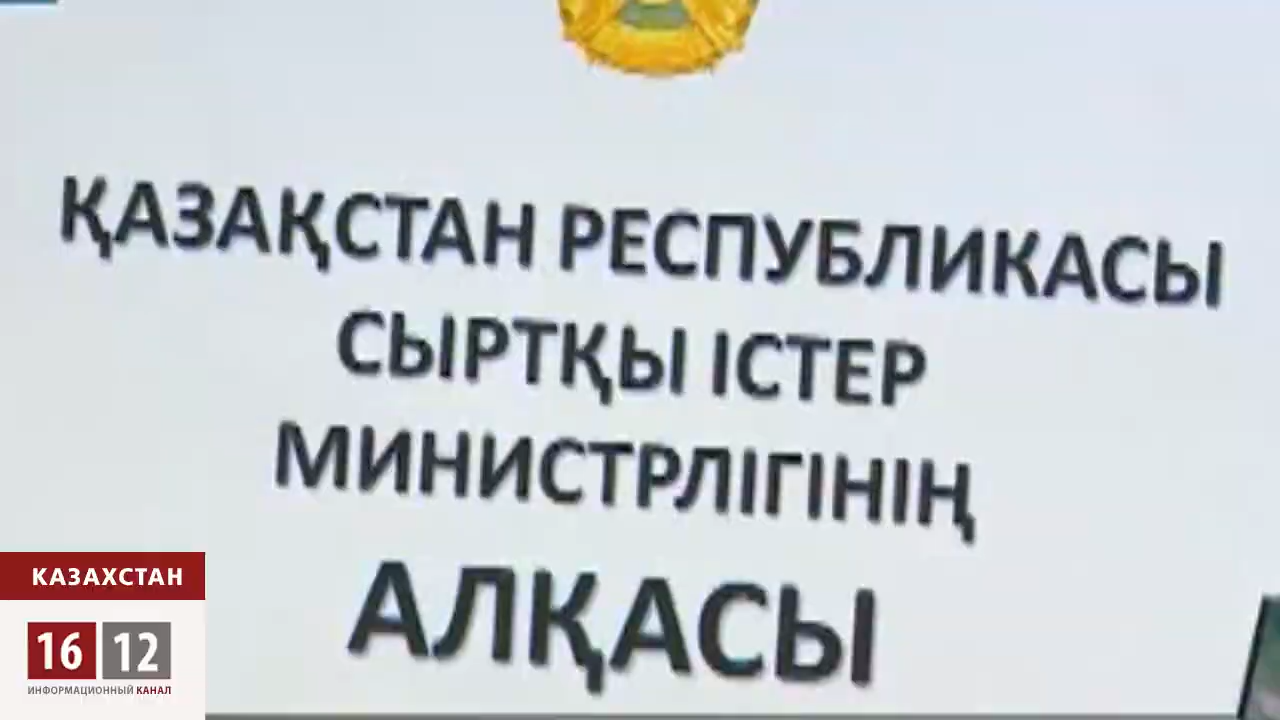 ҚАЗАҚСТАН РЕСПУБЛИКАСЫ
СЫРТҚЫ ІСТЕР
МИНИСТРЛІГІНІҢ
АЛҚАСЫ
КАЗАХСТАН
16 12
ИНФОРМАЦИОННЫЙ КАНАЛ